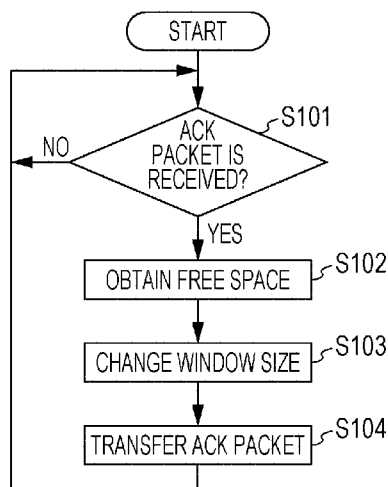 START
S101
ACK
PACKET IS
RECEIVED?
NO
YES
S102
OBTAIN FREE SPACE
S103
CHANGE WINDOW SIZE
S104
TRANSFER ACK PACKET